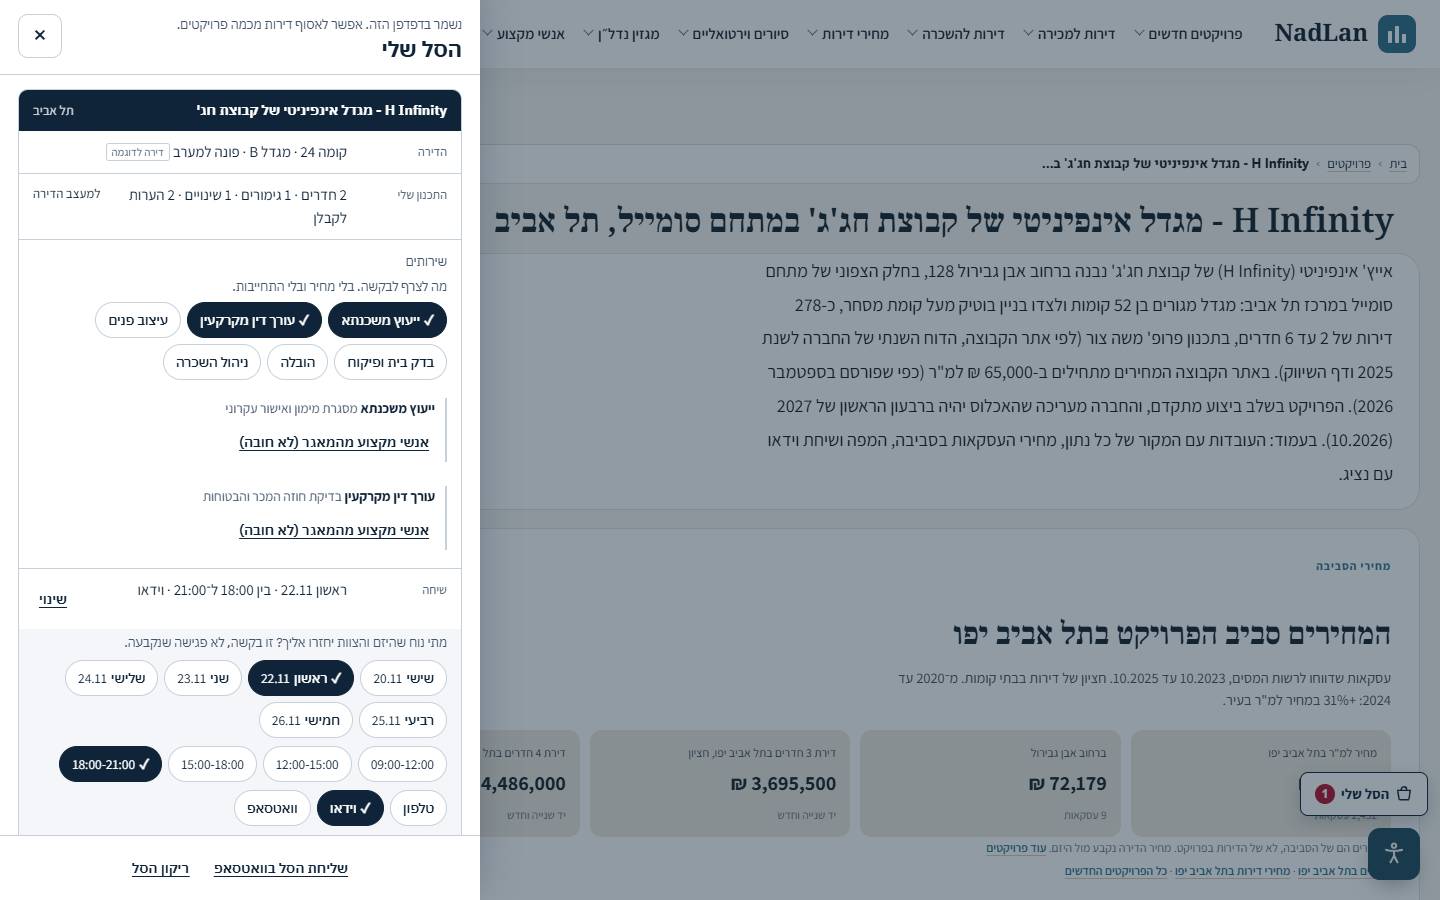 נשמר בדפדפן הזה. אפשר לאסוף דירות מכמה פרויקטים.
הסל שלי
H Infinity - מגדל אינפיניטי של קבוצת חג'
תל אביב
הדירה
קומה 24 · מגדל B · פונה למערב
דירה לדוגמה
התכנון שלי
2 חדרים · 1 גימורים · 1 שינויים · 2 הערות
לקבלן
למעצב הדירה
שירותים
מה לצרף לבקשה. בלי מחיר ובלי התחייבות.
✓ ייעוץ משכנתא
✓ עורך דין מקרקעין
עיצוב פנים
בדק בית ופיקוח
הובלה
ניהול השכרה
ייעוץ משכנתא מסגרת מימון ואישור עקרוני
אנשי מקצוע מהמאגר (לא חובה)
עורך דין מקרקעין בדיקת חוזה המכר והבטוחות
אנשי מקצוע מהמאגר (לא חובה)
שיחה
ראשון 22.11 · בין 18:00 ל־21:00 · וידאו
שינוי
מתי נוח שהיזם והצוות יחזרו אליך? זו בקשה, לא פגישה שנקבעה.
שישי 20.11
✓ ראשון 22.11
שני 23.11
שלישי 24.11
רביעי 25.11
חמישי 26.11
09:00-12:00
12:00-15:00
15:00-18:00
✓ 18:00-21:00
טלפון
✓ וידאו
וואטסאפ
שליחת הסל בוואטסאפ
ריקון הסל
NadLan
פרויקטים חדשים
דירות למכירה
דירות להשכרה
מחירי דירות
סיורים וירטואליים
מגזין נדל״ן
אנשי מקצוע
בית › פרויקטים › H Infinity - מגדל אינפיניטי של קבוצת חג'ג' ב...
H Infinity - מגדל אינפיניטי של קבוצת חג'ג' במתחם סומייל, תל אביב
אייץ' אינפיניטי (H Infinity) של קבוצת חג'ג' נבנה ברחוב אבן גבירול 128, בחלק הצפוני של מתחם
סומייל במרכז תל אביב: מגדל מגורים בן 52 קומות ולצדו בניין בוטיק מעל קומת מסחר, כ-278
דירות של 2 עד 6 חדרים, בתכנון פרופ' משה צור (לפי אתר הקבוצה, הדוח השנתי של החברה לשנת
2025 ודף השיווק). באתר הקבוצה המחירים מתחילים ב-65,000 ₪ למ"ר (כפי שפורסם בספטמבר
2026). הפרויקט בשלב ביצוע מתקדם, והחברה מעריכה שהאכלוס יהיה ברבעון הראשון של 2027
(10.2026). בעמוד: העובדות עם המקור של כל נתון, מחירי העסקאות בסביבה, המפה ושיחת וידאו
עם נציג.
מחירי הסביבה
המחירים סביב הפרויקט בתל אביב יפו
עסקאות שדווחו לרשות המסים, 10.2023 עד 10.2025. חציון של דירות בבתי קומות. מ־2020 עד
2024: +31% במחיר למ"ר בעיר.
מחיר למ"ר בתל אביב יפו
ברחוב אבן גבירול
72,179 ₪
9 עסקאות
דירת 3 חדרים בתל אביב יפו, חציון
3,695,500 ₪
יד שנייה וחדש
דירת 4 חדרים בתל
4,486,000
יד שנייה וחדש
הם של הסביבה, לא של הדירות בפרויקט. מחיר הדירה נקבע מול היזם. עוד פרויקטים
בתל אביב יפו · מחירי דירות בתל אביב יפו · כל הפרויקטים החדשים
הסל שלי 1